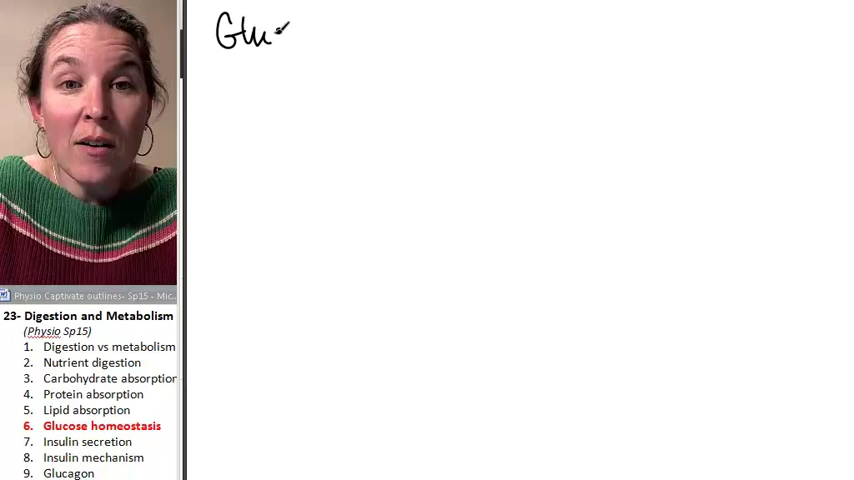 Glu
Physio Captivate outlines- Sp15 - Mic...
23- Digestion and Metabolism
(Physio Sp15)
1. Digestion vs metabolism
2. Nutrient digestion
3. Carbohydrate absorption
4. Protein absorption
5. Lipid absorption
6. Glucose homeostasis
7. Insulin secretion
8. Insulin mechanism
9. Glucagon